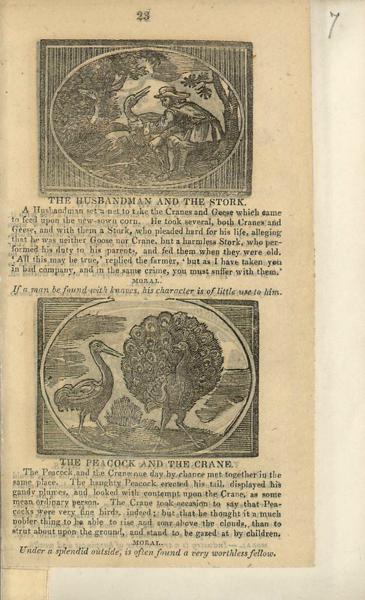 23
7
THE HUSBANDMAN AND THE STORK.
A Husbandman set a net to take the Cranes and Geese which came
to feed upon the new-sown corn. He took several, both Cranes and
Geese, and with them a Stork, who pleaded hard for his life, alleging
that he was neither Goose nor Crane, but a harmless Stork, who per-
formed his duty to his parents, and fed them when they were old.
'All this may be true,' replied the farmer, 'but as I have taken you
in bad company, and in the same crime, you must suffer with them.'
MORAL.
If a man be found with knaves, his character is of little use to him.
THE PEACOCK AND THE CRANE.
The Peacock and the Crane one day by chance met together in the
same place. The haughty Peacock erected his tail, displayed his
gaudy plumes, and looked with contempt upon the Crane, as some
mean ordinary person. The Crane took occasion to say that Pea-
cocks were very fine birds, indeed; but that he thought it a much
nobler thing to be able to rise and soar above the clouds, than to
strut about upon the ground, and stand to be gazed at by children.
MORAL.
Under a splendid outside, is often found a very worthless fellow.